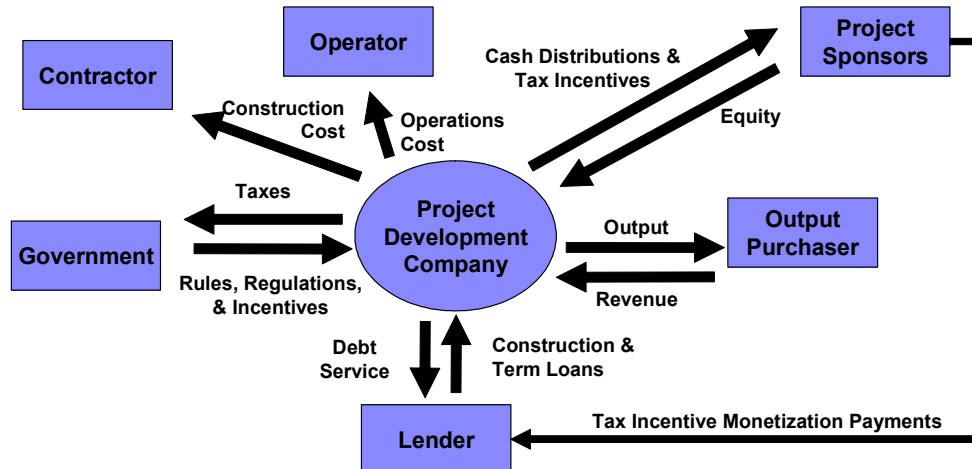 Operator
Project
Sponsors
Contractor
Cash Distributions &
Tax Incentives
Construction
Cost
Operations
Cost
Equity
Taxes
Project
Development
Company
Output
Output
Purchaser
Government
Rules, Regulations,
& Incentives
Revenue
Debt
Service
Construction &
Term Loans
Tax Incentive Monetization Payments
Lender